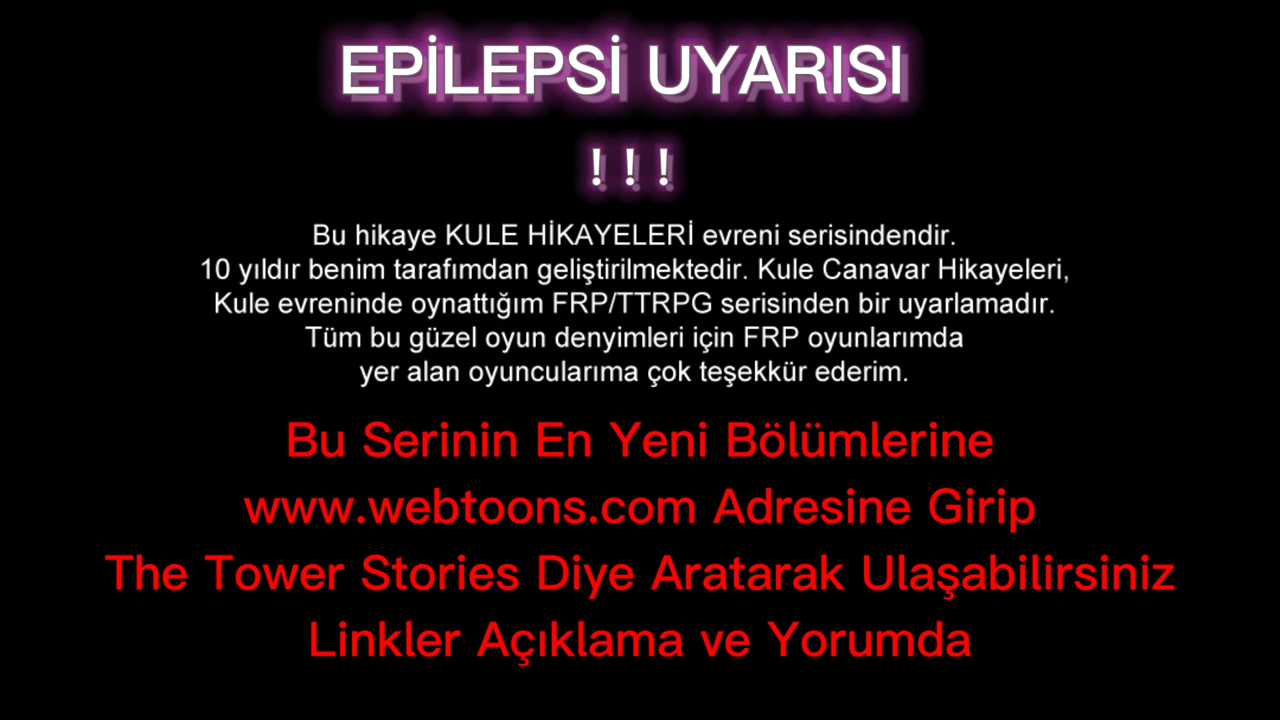 EPİLEPSİ UYARISI
! ! !
Bu hikaye KULE HİKAYELERİ evreni serisindendir.
10 yıldır benim tarafımdan geliştirilmektedir. Kule Canavar Hikayeleri,
Kule evreninde oynattığım FRP/TTRPG serisinden bir uyarlamadır.
Tüm bu güzel oyun denyimleri için FRP oyunlarımda
yer alan oyuncularıma çok teşekkür ederim.
Bu Serinin En Yeni Bölümlerine
www.webtoons.com Adresine Girip
The Tower Stories Diye Aratarak Ulaşabilirsiniz
Linkler Açıklama ve Yorumda